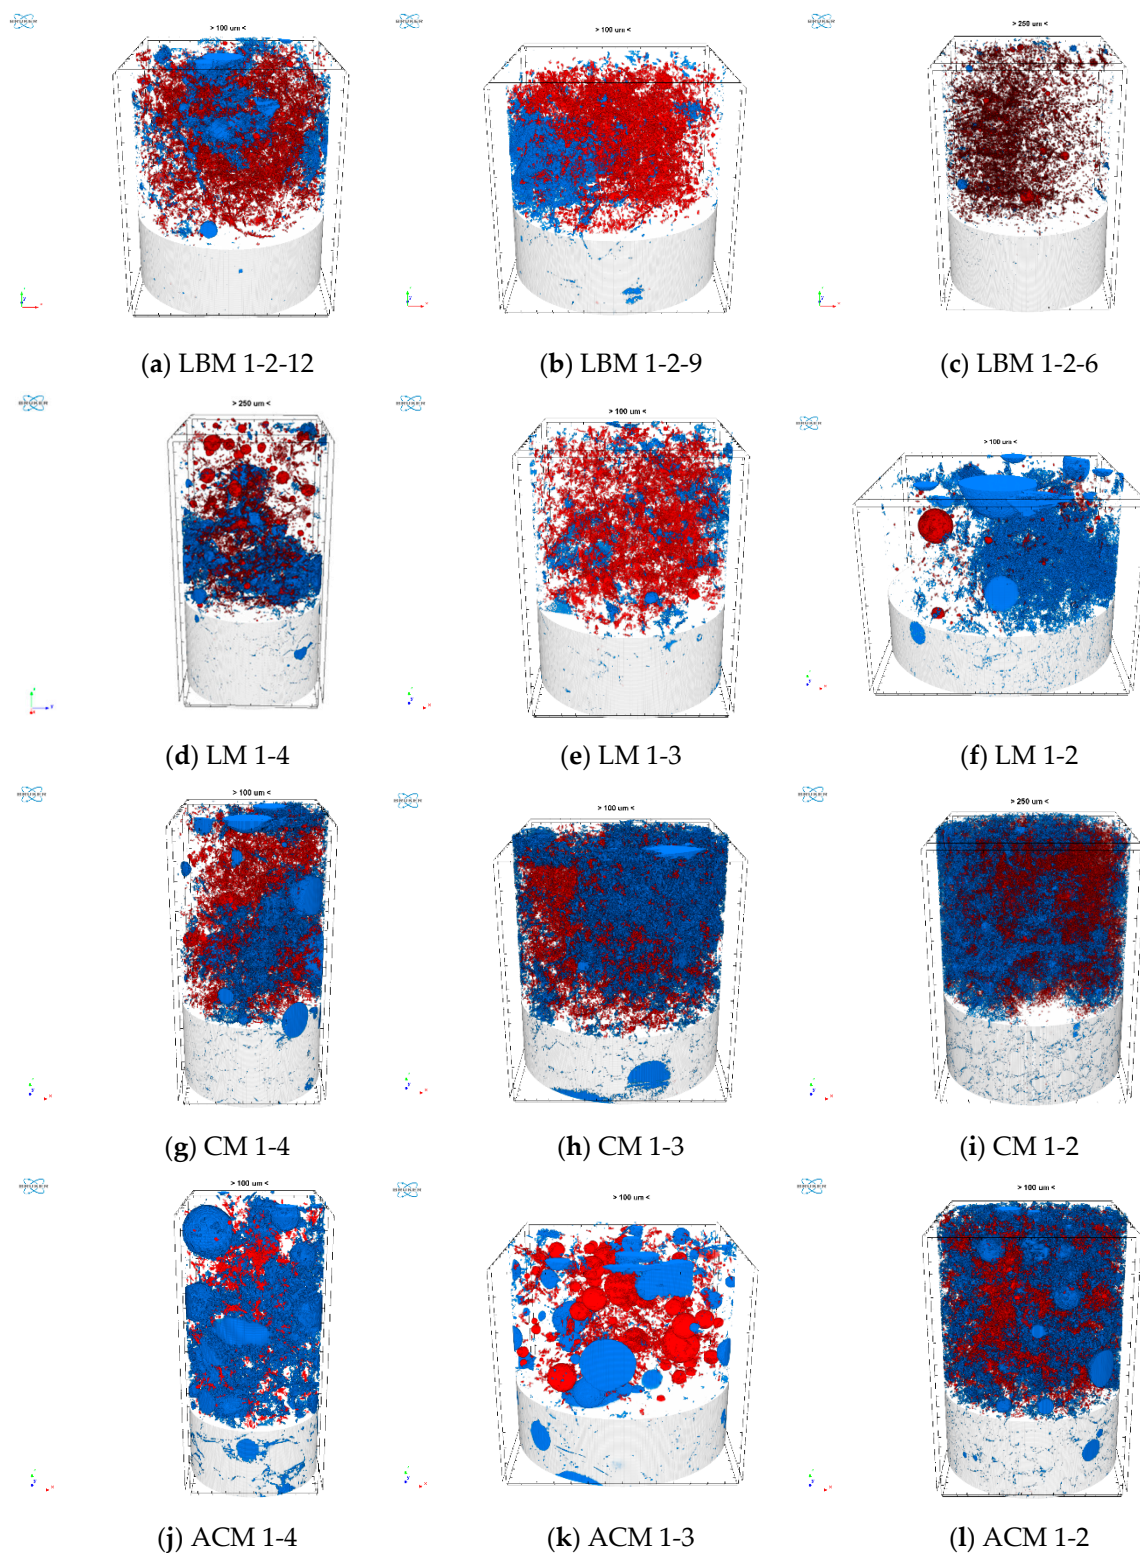 > 100 um <
> 100 um <
> 250 um <
(a) LBM 1-2-12
(b) LBM 1-2-9
(c) LBM 1-2-6
> 250 um <
> 100 um <
> 100 um <
(d) LM 1-4
(e) LM 1-3
(f) LM 1-2
> 100 um <
> 100 um <
> 250 um <
(g) CM 1-4
(h) CM 1-3
(i) CM 1-2
> 100 um <
> 100 um <
> 100 um <
(j) ACM 1-4
(k) ACM 1-3
(l) ACM 1-2